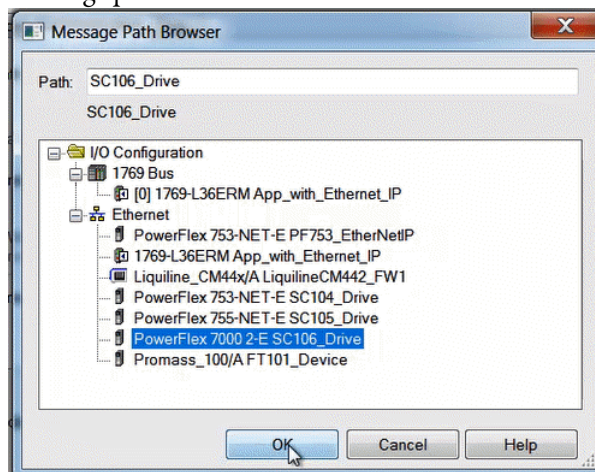 Message Path Browser
Path: SC106_Drive
SC106_Drive
I/O Configuration
1769 Bus
[0] 1769-L36ERM App_with_Ethernet_IP
Ethernet
PowerFlex 753-NET-E PF753_EtherNetIP
1769-L36ERM App_with_Ethernet_IP
Liquiline_CM44x/A LiquilineCM442_FW1
PowerFlex 753-NET-E SC104_Drive
PowerFlex 755-NET-E SC105_Drive
PowerFlex 7000 2-E SC106_Drive
Promass_100/A FT101_Device
OK Cancel Help